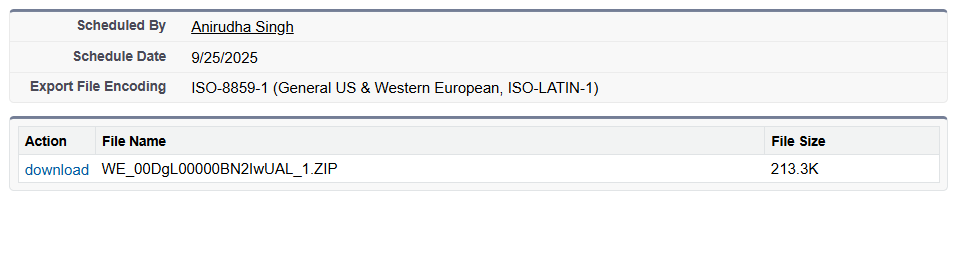 Scheduled By Anirudha Singh
Schedule Date 9/25/2025
Export File Encoding ISO-8859-1 (General US & Western European, ISO-LATIN-1)
Action File Name File Size
download WE_00DgL00000BN2IwUAL_1.ZIP 213.3K